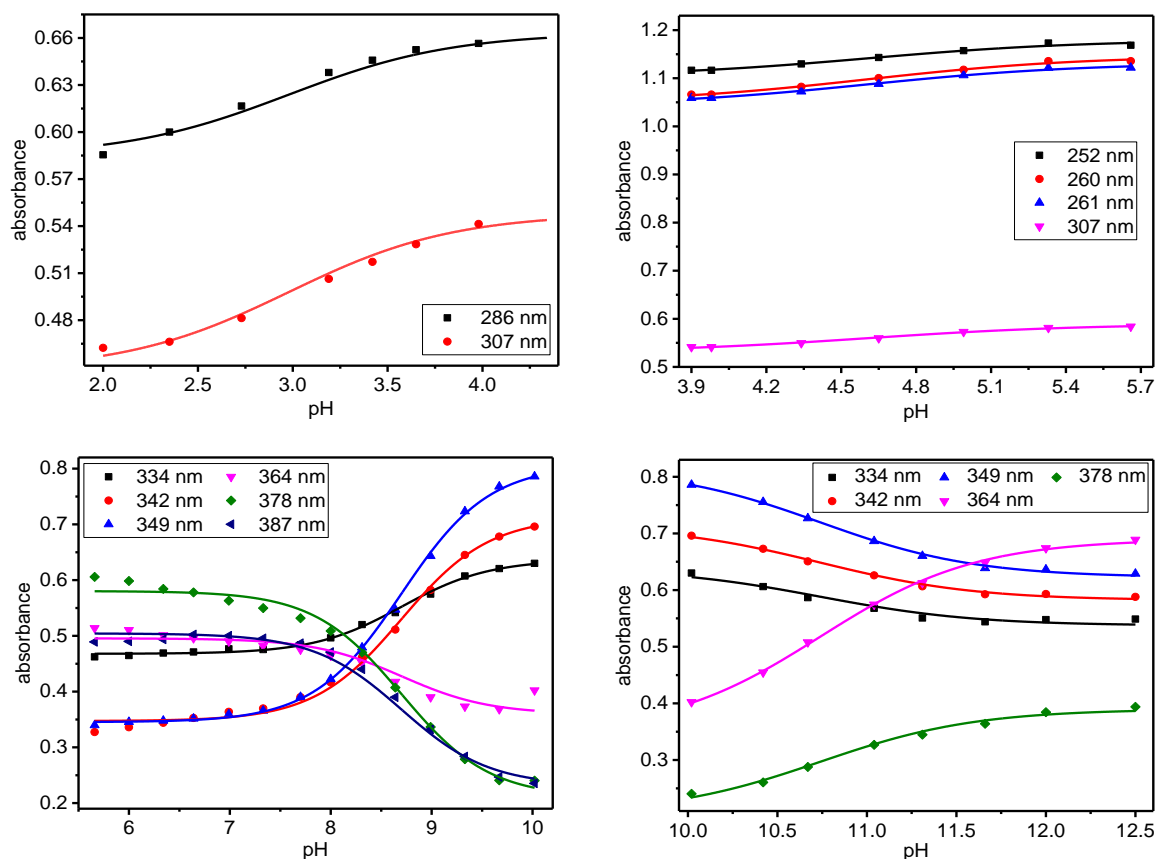 absorbance
0.66
0.63
0.60
0.57
0.54
0.51
0.48
2.0 2.5 3.0 3.5 4.0
pH
286 nm
307 nm
absorbance
1.2
1.1
1.0
0.9
0.8
0.7
0.6
0.5
3.9 4.2 4.5 4.8 5.1 5.4 5.7
pH
252 nm
260 nm
261 nm
307 nm
absorbance
0.8
0.7
0.6
0.5
0.4
0.3
0.2
6 7 8 9 10
pH
334 nm 364 nm
342 nm 378 nm
349 nm 387 nm
absorbance
0.8
0.7
0.6
0.5
0.4
0.3
10.0 10.5 11.0 11.5 12.0 12.5
pH
334 nm 349 nm 378 nm
342 nm 364 nm